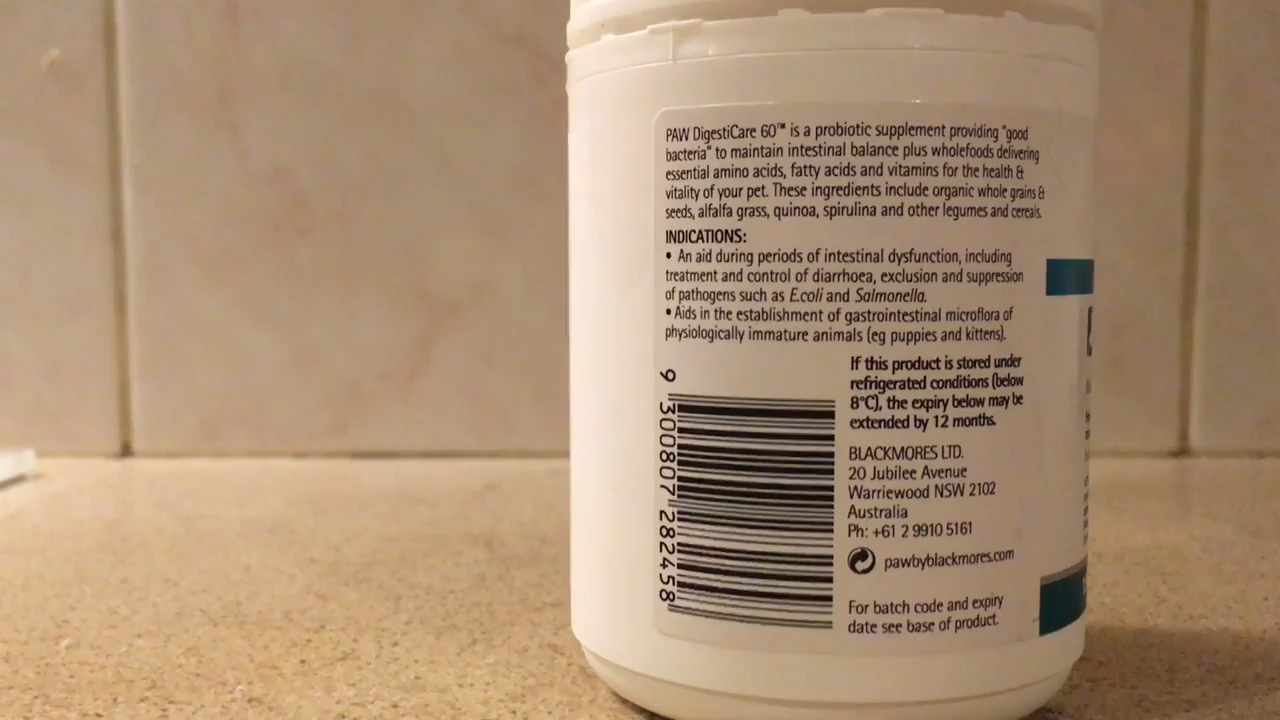 PAW DigestiCare 60™ is a probiotic supplement providing "good
bacteria" to maintain intestinal balance plus wholefoods delivering
essential amino acids, fatty acids and vitamins for the health &
vitality of your pet. These ingredients include organic whole grains &
seeds, alfalfa grass, quinoa, spirulina and other legumes and cereals.
INDICATIONS:
• An aid during periods of intestinal dysfunction, including
treatment and control of diarrhoea, exclusion and suppression
of pathogens such as E.coli and Salmonella.
• Aids in the establishment of gastrointestinal microflora of
physiologically immature animals (eg puppies and kittens).
If this product is stored under
refrigerated conditions (below
8°C), the expiry below may be
extended by 12 months.
BLACKMORES LTD.
20 Jubilee Avenue
Warriewood NSW 2102
Australia
Ph: +61 2 9910 5161
pawbyblackmores.com
For batch code and expiry
date see base of product.
9 300807 282458